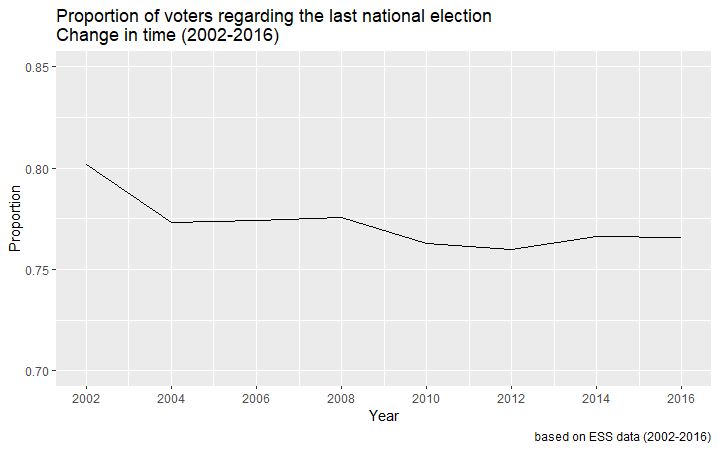 Proportion of voters regarding the last national election
Change in time (2002-2016)
0.85
0.80
0.75
0.70
Proportion
2002 2004 2006 2008 2010 2012 2014 2016
Year
based on ESS data (2002-2016)